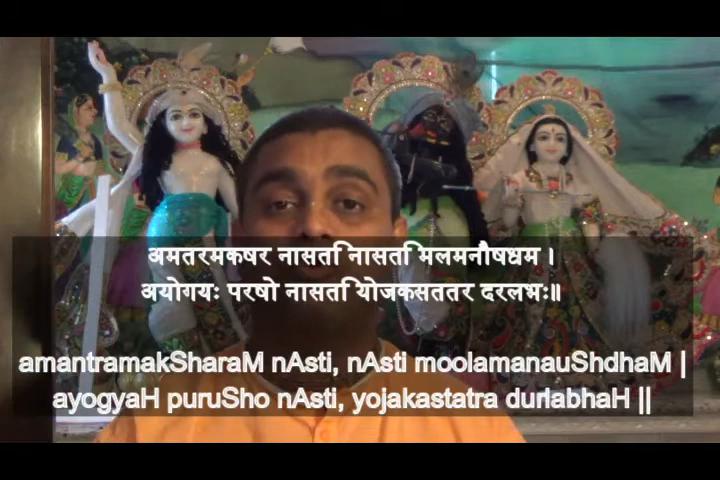 अमतरमकषर नासता िनासता िमलमनौषधम ।
अयोगयः परषो नासता ियोजकसततर दरलभः॥
amantramakSharaM nAsti, nAsti moolamanauShdhaM |
ayogyaH puruSho nAsti, yojakastatra durlabhaH ||